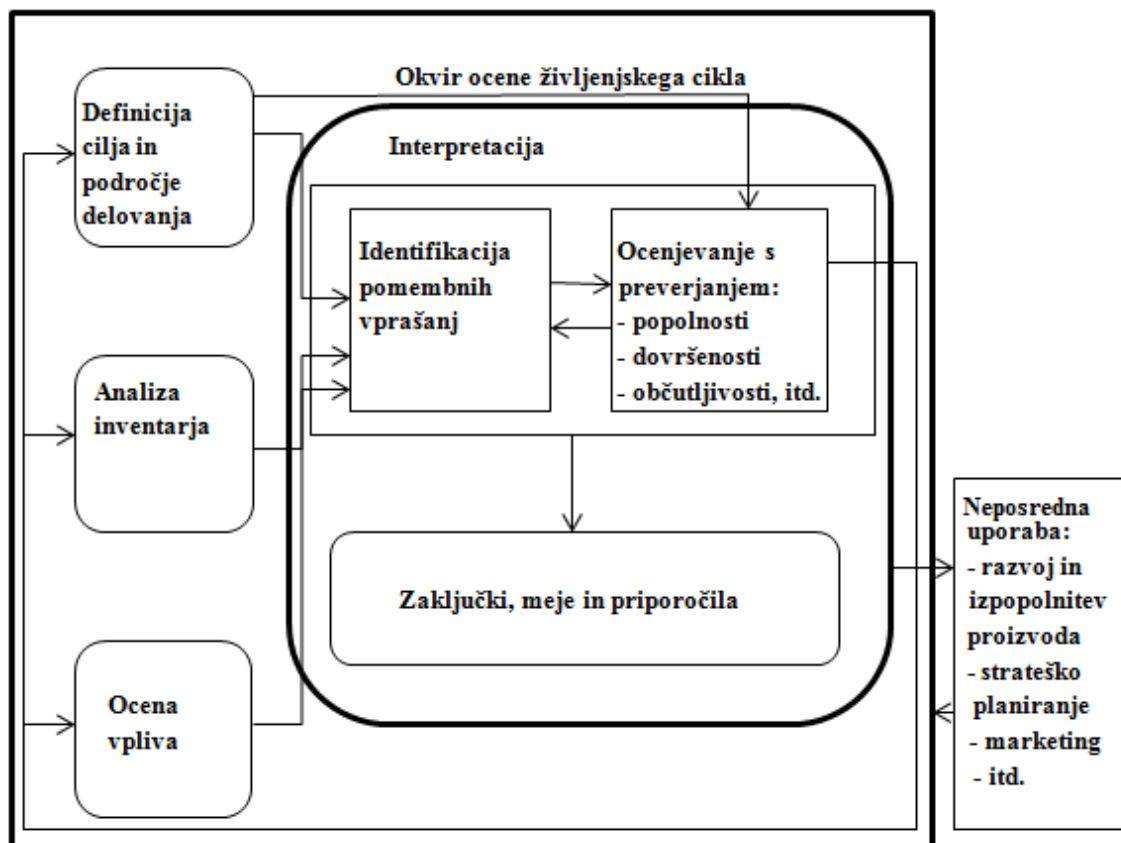 Okvir ocene življenjskega cikla
Definicija
cilja in
področje
delovanja
Interpretacija
Identifikacija
pomembnih
vprašanj
Ocenjevanje s
preverjanjem:
- popolnosti
- dovršenosti
- občutljivosti, itd.
Analiza
inventarja
Zaključki, meje in priporočila
Ocena
vpliva
Neposredna
uporaba:
- razvoj in
izpopolnitev
proizvoda
- strateško
planiranje
- marketing
- itd.